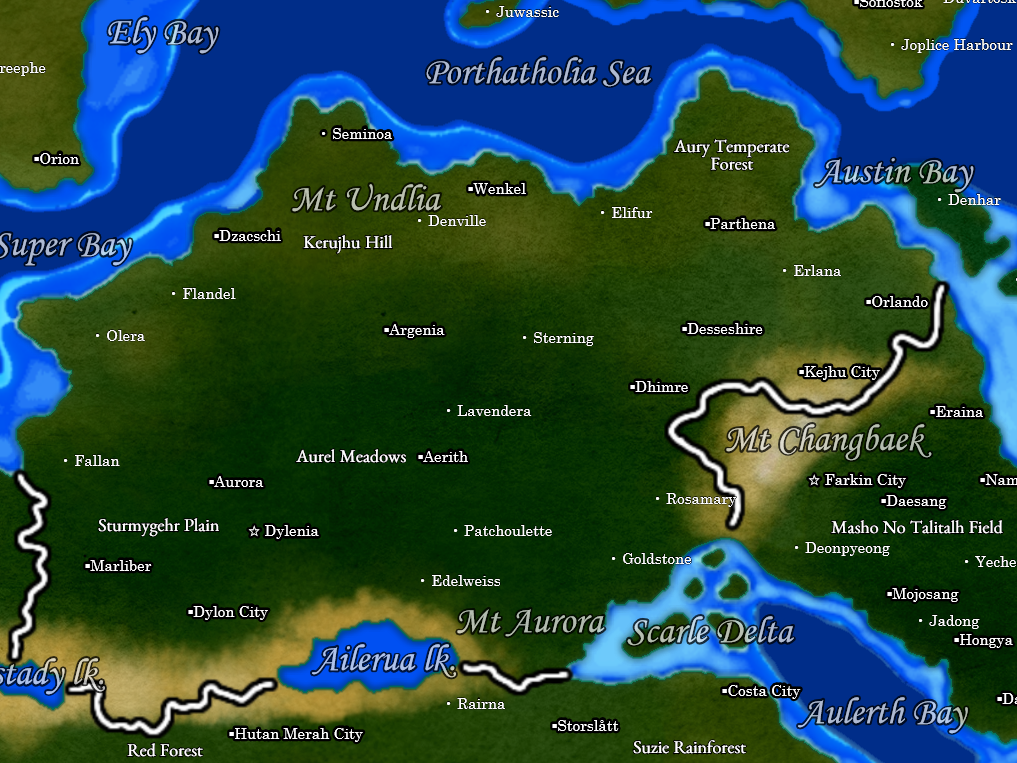 Sofiostok
Juwassic
Ely Bay
Joplice Harbour
reephe
Porthatholia Sea
Seminoa
Aury Temperate
Forest
Orion
Austin Bay
Wenkel
Mt Undlia
Denhar
Elifur
Denville
Parthena
Dzacschi
Kerujhu Hill
Super Bay
Erlana
Flandel
Orlando
Argenia
Desseshire
Olera
Sterning
Kejhu City
Dhimre
Lavendera
Eraina
Mt Changbaek
Aurel Meadows
Aerith
Fallan
Aurora
Farkin City
Nam
Rosamary
Daesang
Sturmygehr Plain
Dylenia
Patchoulette
Masho No Talitalh Field
Deonpyeong
Goldstone
Yeche
Marliber
Edelweiss
Mojosang
Dylon City
Mt Aurora
Jadong
Scarle Delta
Hongya
Ailerua lk.
stady lk.
Costa City
Da
Rairna
Aulerth Bay
Storslått
Hutan Merah City
Red Forest
Suzie Rainforest